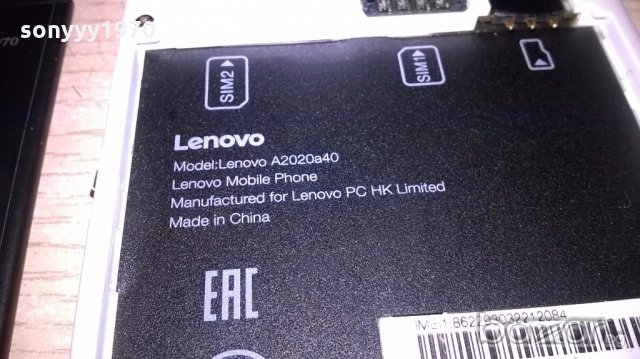 sonyyy1970
SIM2
SIM1
Lenovo
Model:Lenovo A2020a40
Lenovo Mobile Phone
Manufactured for Lenovo PC HK Limited
Made in China
EAC
862293022212084